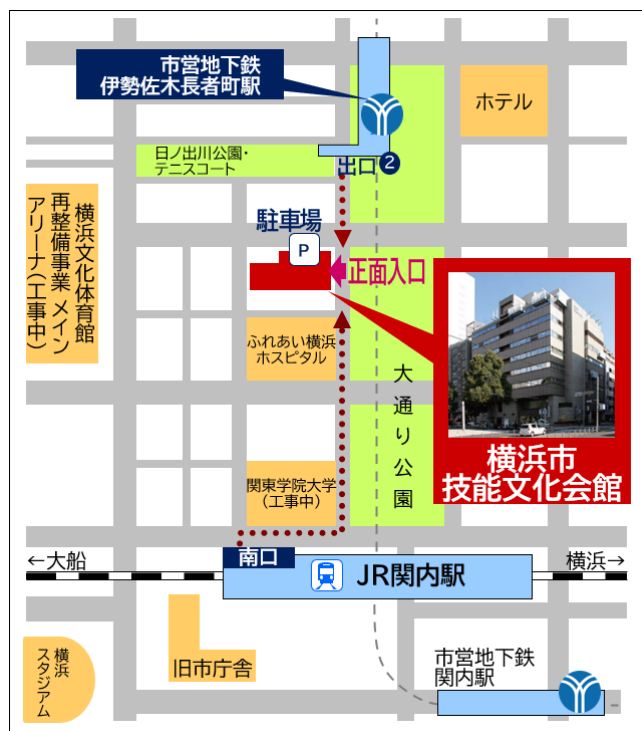 市営地下鉄
伊勢佐木長者町駅
ホテル
日ノ出川公園・
テニスコート
出口2
横浜文化体育館
再整備事業 メイン
アリーナ(工事中)
駐車場
P
正面入口
ふれあい横浜
ホスピタル
大通り公園
横浜市
技能文化会館
関東学院大学
(工事中)
←大船
南口
JR関内駅
横浜→
横浜
スタジアム
旧市庁舎
市営地下鉄
関内駅